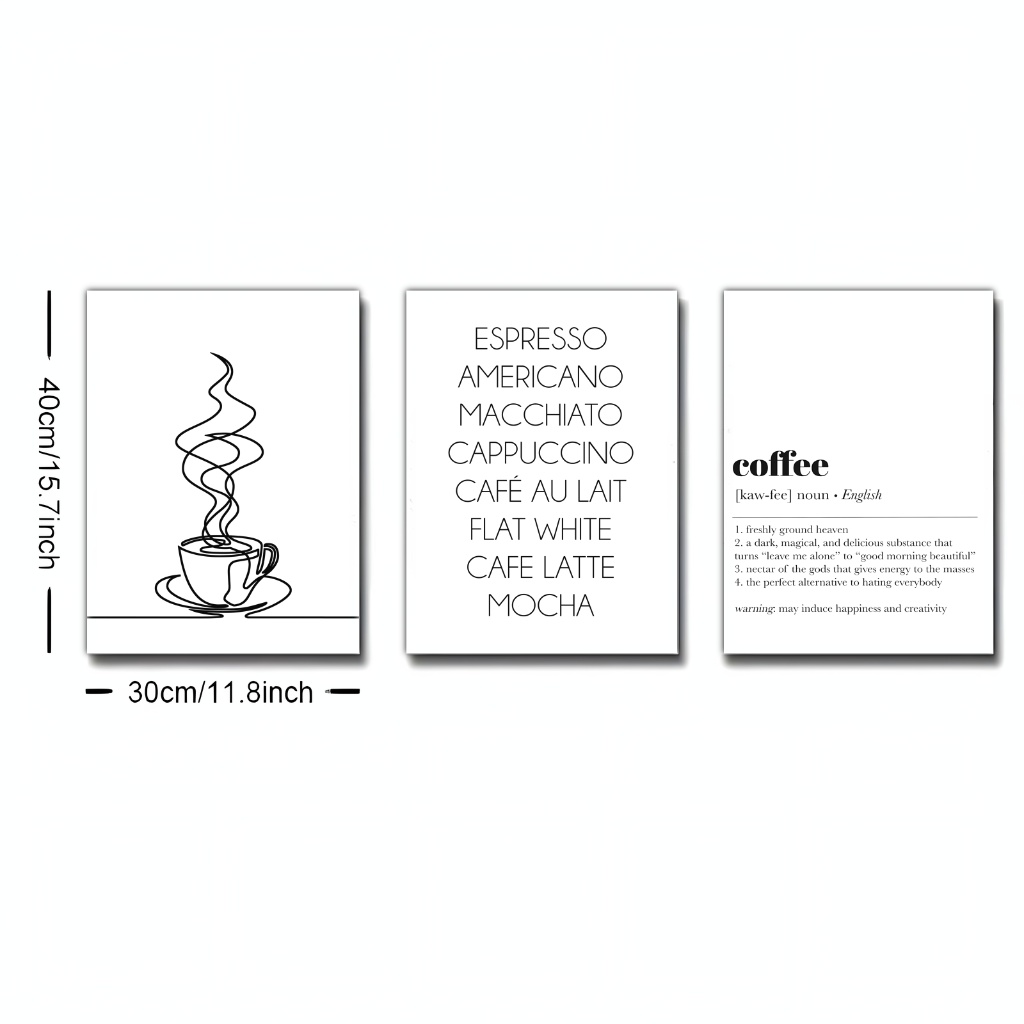 40cm/15.7inch
30cm/11.8inch
ESPRESSO
AMERICANO
MACCHIATO
CAPPUCCINO
CAFÉ AU LAIT
FLAT WHITE
CAFE LATTE
MOCHA
coffee
[kaw-fee] noun • English
1. freshly ground heaven
2. a dark, magical, and delicious substance that
turns “leave me alone” to “good morning beautiful”
3. nectar of the gods that gives energy to the masses
4. the perfect alternative to hating everybody
warning: may induce happiness and creativity